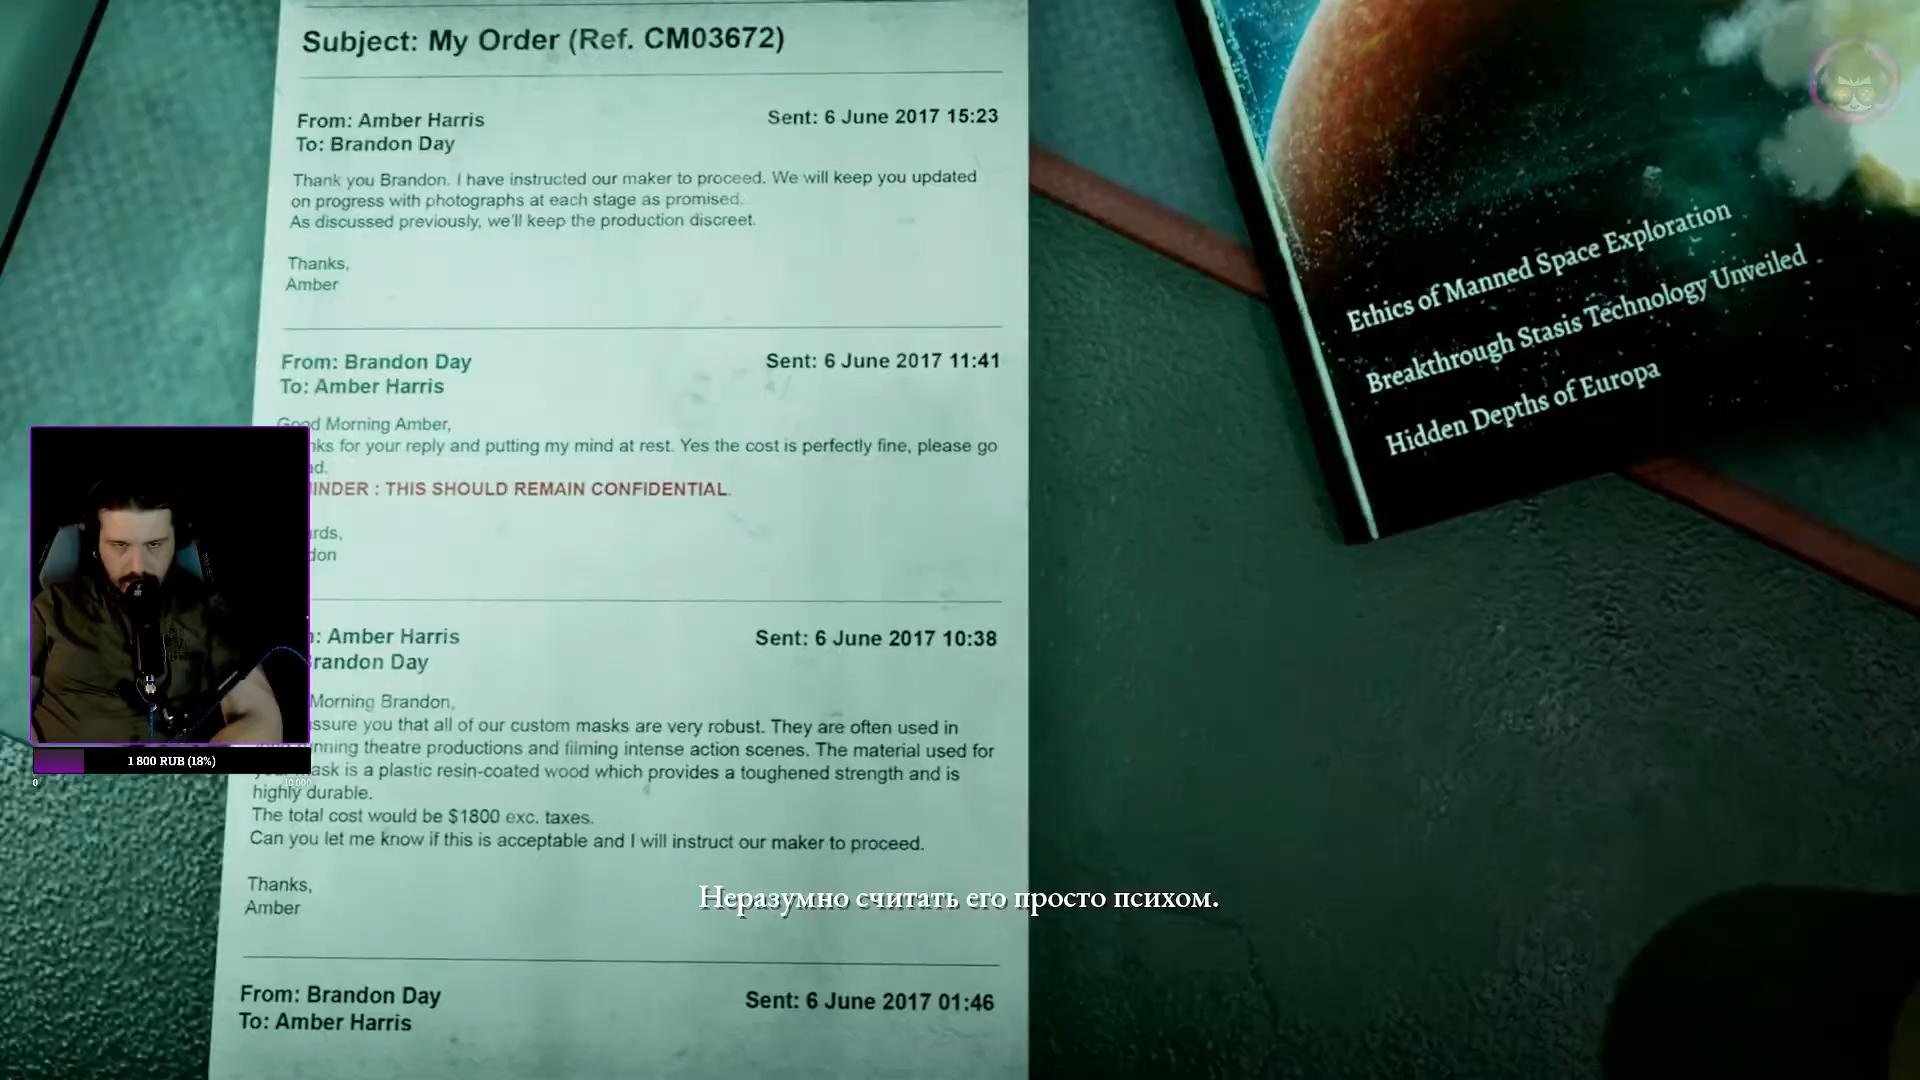 Subject: My Order (Ref. CM03672)
From: Amber Harris
Sent: 6 June 2017 15:23
To: Brandon Day
Thank you Brandon. I have instructed our maker to proceed. We will keep you updated
on progress with photographs at each stage as promised.
As discussed previously, we'll keep the production discreet.
Thanks,
Amber
From: Brandon Day
Sent: 6 June 2017 11:41
To: Amber Harris
Good Morning Amber,
for your reply and putting my mind at rest. Yes the cost is perfectly fine, please go
: THIS SHOULD REMAIN CONFIDENTIAL.
Amber Harris
Sent: 6 June 2017 10:38
Brandon Day
Morning Brandon,
you that all of our custom masks are very robust. They are often used in
theatre productions and filming intense action scenes. The material used for
is a plastic resin-coated wood which provides a toughened strength and is
highly durable.
The total cost would be $1800 exc. taxes.
Can you let me know if this is acceptable and I will instruct our maker to proceed.
Thanks,
Amber
From: Brandon Day
Sent: 6 June 2017 01:46
To: Amber Harris
Ethics of Manned Space Exploration
Breakthrough Stasis Technology Unveiled
Hidden Depths of Europa
1 800 RUB (18%)
0
10 000
Неразумно считать его просто психом.